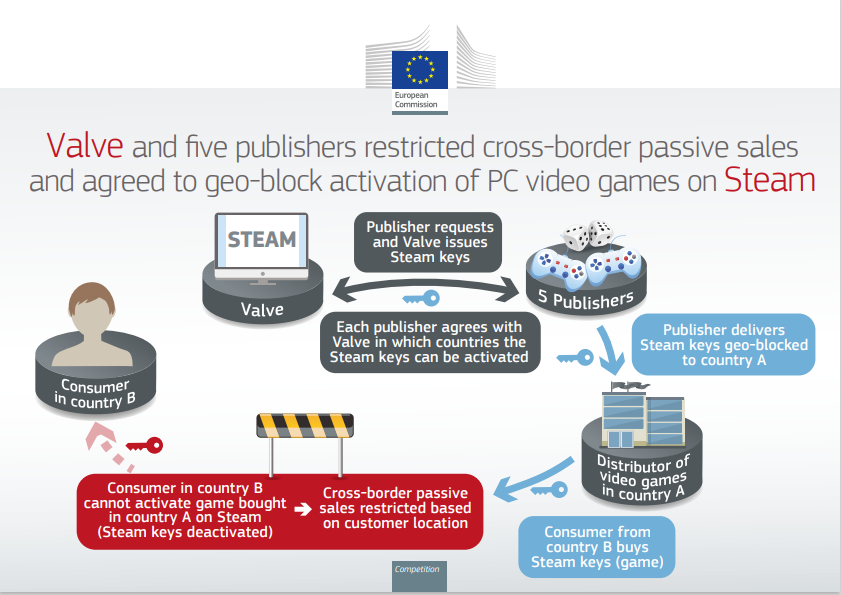 European
Commission
Valve and five publishers restricted cross-border passive sales
and agreed to geo-block activation of PC video games on Steam
STEAM
Valve
Publisher requests
and Valve issues
Steam keys
5 Publishers
Each publisher agrees with
Valve in which countries the
Steam keys can be activated
Publisher delivers
Steam keys geo-blocked
to country A
Consumer
in country B
Distributor of
video games
in country A
Consumer in country B
cannot activate game bought
in country A on Steam
(Steam keys deactivated)
Cross-border passive
sales restricted based
on customer location
Consumer from
country B buys
Steam keys (game)
Competition